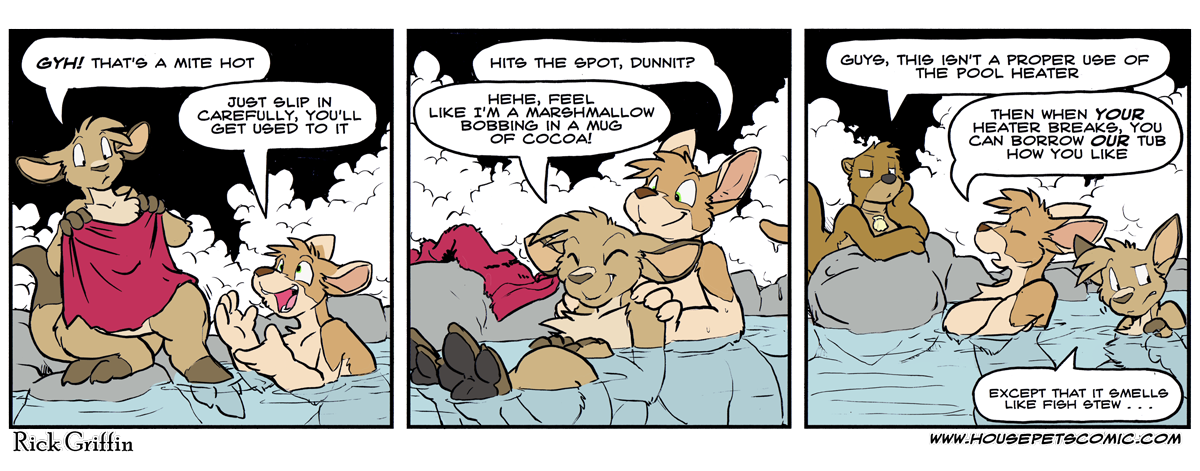 GYH! THAT'S A MITE HOT
JUST SLIP IN
CAREFULLY, YOU'LL
GET USED TO IT
HITS THE SPOT, DUNNIT?
HEHE, FEEL
LIKE I'M A MARSHMALLOW
BOBBING IN A MUG
OF COCOA!
GUYS, THIS ISN'T A PROPER USE OF
THE POOL HEATER
THEN WHEN YOUR
HEATER BREAKS, YOU
CAN BORROW OUR TUB
HOW YOU LIKE
EXCEPT THAT IT SMELLS
LIKE FISH STEW . . .
Rick Griffin
WWW.HOUSEPETSCOMIC.COM